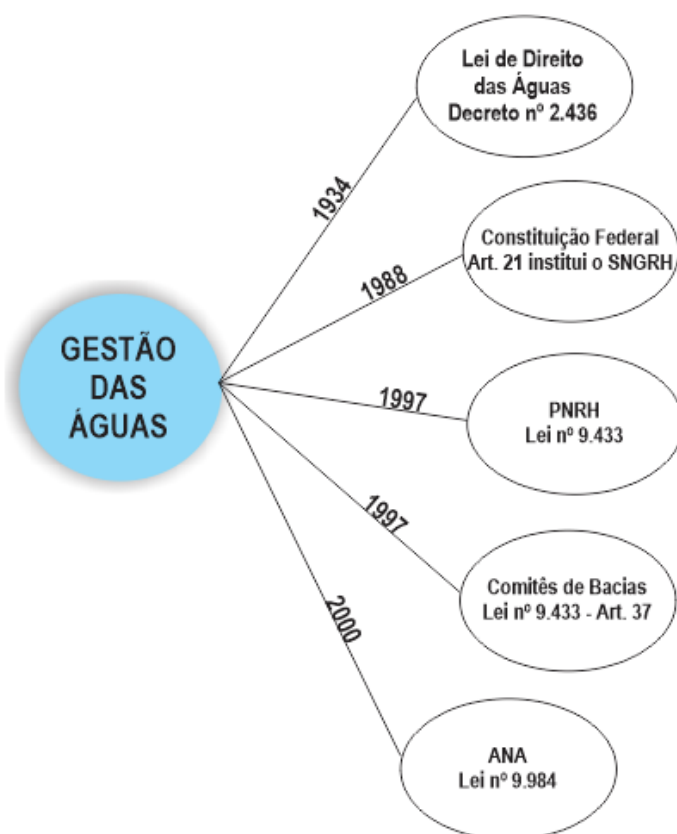 GESTÃO
DAS
ÁGUAS
1934
Lei de Direito
das Águas
Decreto nº 2.436
1988
Constituição Federal
Art. 21 institui o SNGRH
1997
PNRH
Lei nº 9.433
1997
Comitês de Bacias
Lei nº 9.433 - Art. 37
2000
ANA
Lei nº 9.984